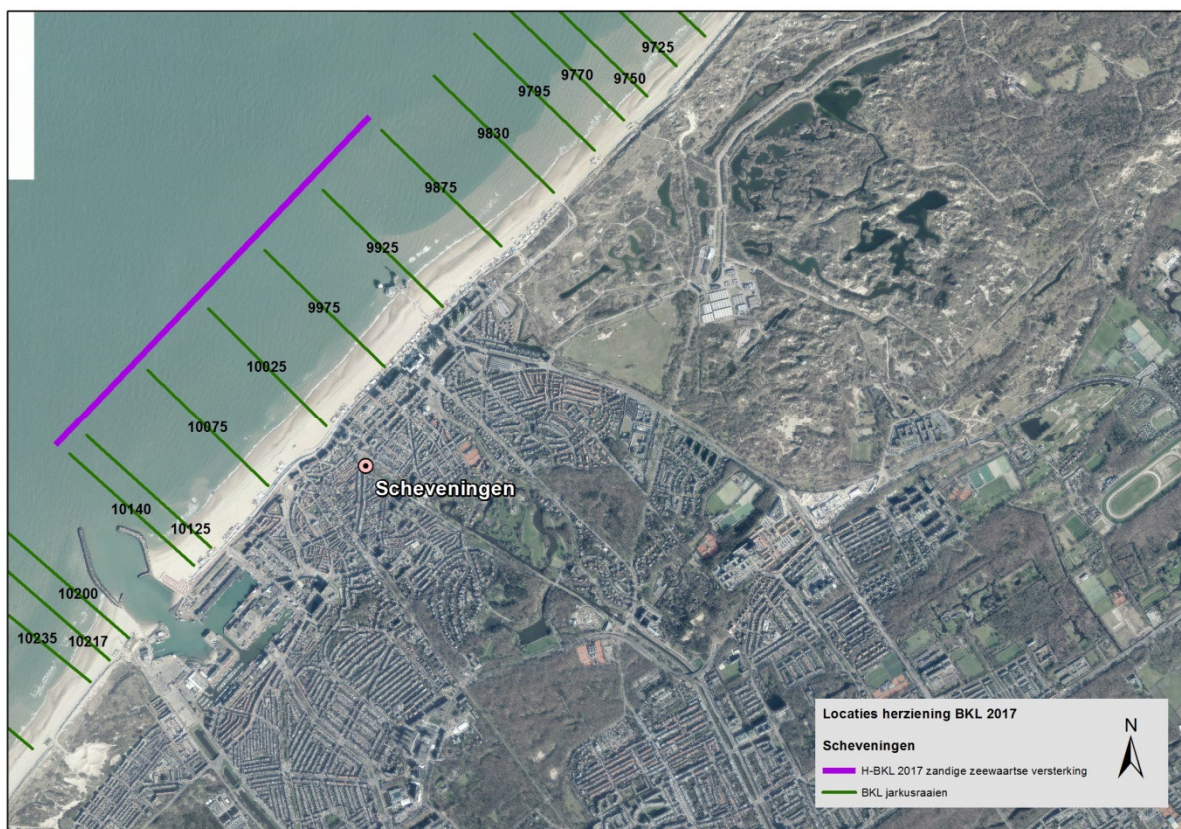 9725
9750
9770
9795
9830
9875
9925
9975
10025
10075
10125
10140
10200
10217
10235
Scheveningen
Locaties herziening BKL 2017
Scheveningen
N
H-BKL 2017 zandige zeewaartse versterking
BKL jarkusraaien